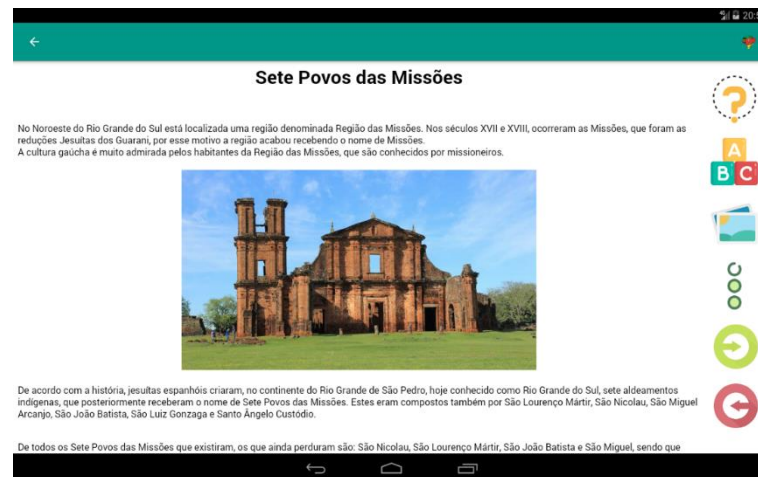 20:5
Sete Povos das Missões
No Noroeste do Rio Grande do Sul está localizada uma região denominada Região das Missões. Nos séculos XVII e XVIII, ocorreram as Missões, que foram as
reduções Jesuítas dos Guarani, por esse motivo a região acabou recebendo o nome de Missões.
A cultura gaúcha é muito admirada pelos habitantes da Região das Missões, que são conhecidos por missioneiros.
?
A
B C
De acordo com a história, jesuítas espanhóis criaram, no continente do Rio Grande de São Pedro, hoje conhecido como Rio Grande do Sul, sete aldeamentos
indígenas, que posteriormente receberam o nome de Sete Povos das Missões. Estes eram compostos também por São Lourenço Mártir, São Nicolau, São Miguel
Arcanjo, São João Batista, São Luiz Gonzaga e Santo Ângelo Custódio.
De todos os Sete Povos das Missões que existiram, os que ainda perduram são: São Nicolau, São Lourenço Mártir, São João Batista e São Miguel, sendo que